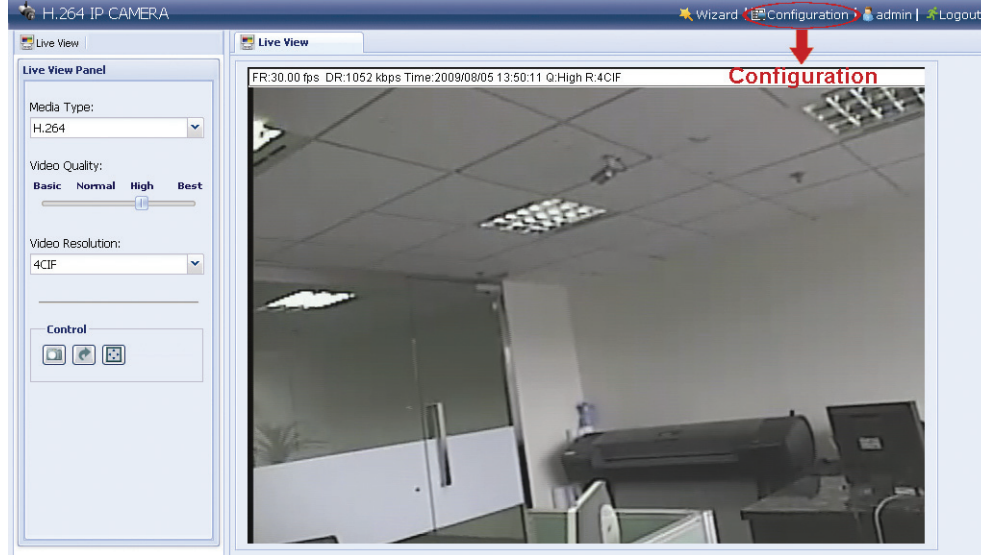 H.264 IP CAMERA
Wizard | Configuration | admin | Logout
Live View
Live View
Live View Panel
Media Type:
H.264
Video Quality:
Basic Normal High Best
Video Resolution:
4CIF
Control
FR:30.00 fps DR:1052 kbps Time:2009/08/05 13:50:11 Q:High R:4CIF
Configuration